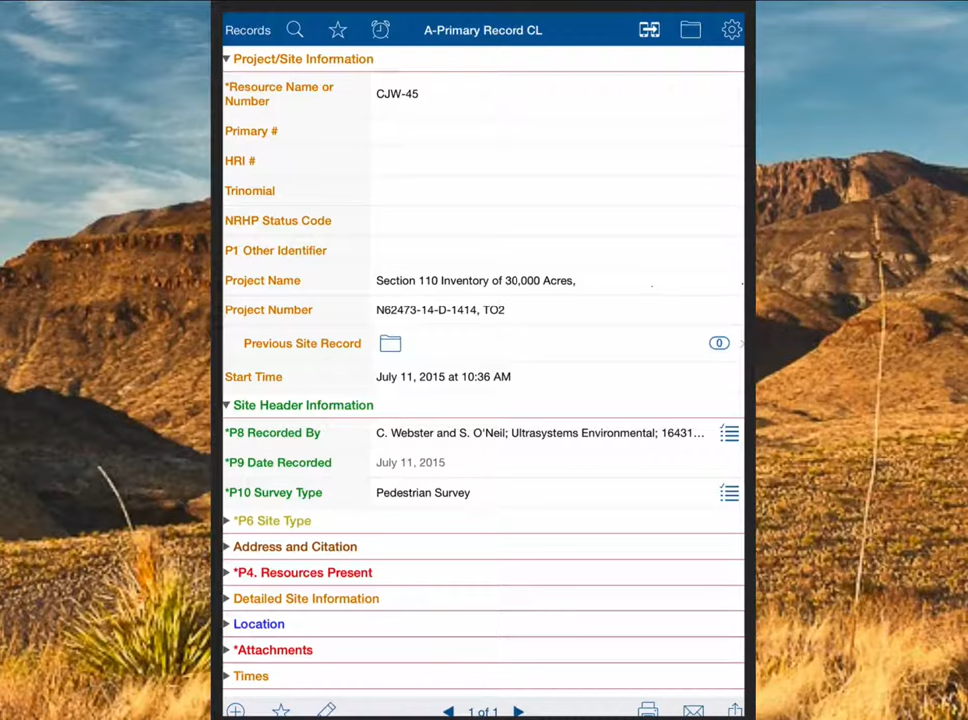 Records
A-Primary Record CL
Project/Site Information
*Resource Name or
Number
CJW-45
Primary #
HRI #
Trinomial
NRHP Status Code
P1 Other Identifier
Project Name
Section 110 Inventory of 30,000 Acres,
Project Number
N62473-14-D-1414, TO2
Previous Site Record
0
Start Time
July 11, 2015 at 10:36 AM
Site Header Information
*P8 Recorded By
C. Webster and S. O'Neil; Ultrasystems Environmental; 16431...
*P9 Date Recorded
July 11, 2015
*P10 Survey Type
Pedestrian Survey
*P6 Site Type
Address and Citation
*P4. Resources Present
Detailed Site Information
Location
*Attachments
Times
1 of 1